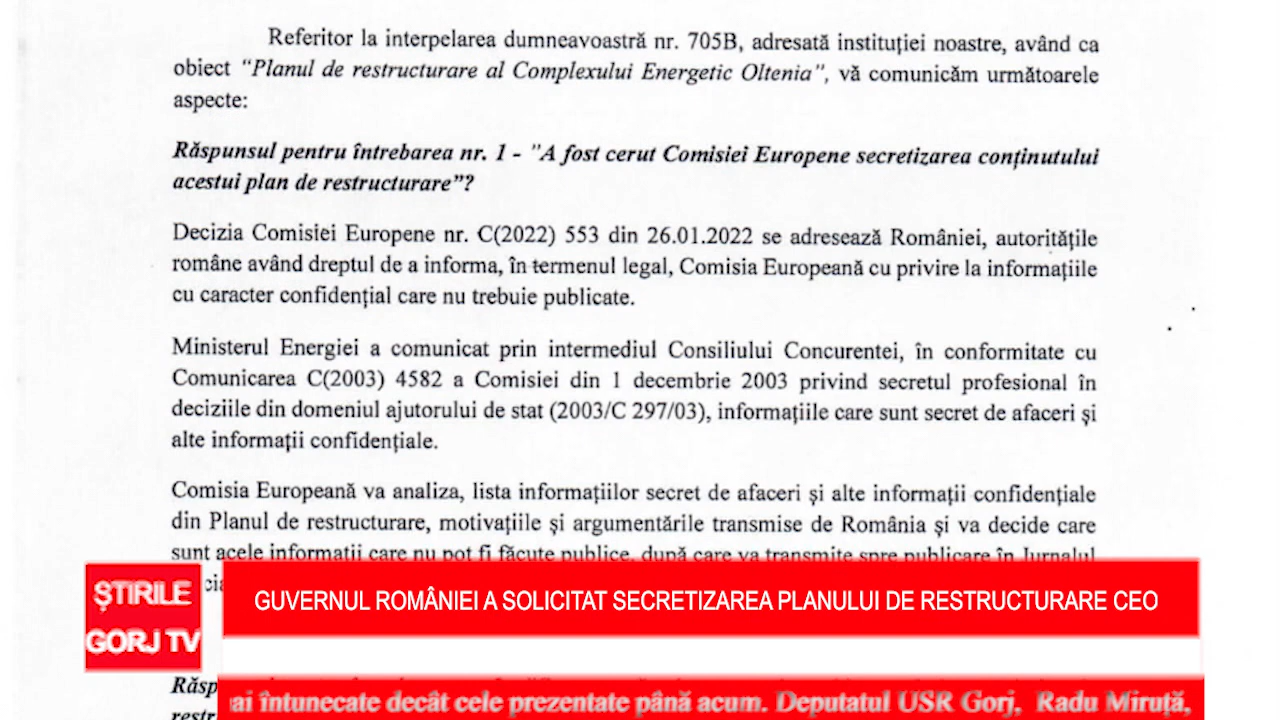 Referitor la interpelarea dumneavoastră nr. 705B, adresată instituției noastre, având ca
obiect "Planul de restructurare al Complexului Energetic Oltenia", vă comunicăm următoarele
aspecte:
Răspunsul pentru întrebarea nr. 1 - "A fost cerut Comisiei Europene secretizarea conținutului
acestui plan de restructurare"?
Decizia Comisiei Europene nr. C(2022) 553 din 26.01.2022 se adresează României, autoritățile
române având dreptul de a informa, în termenul legal, Comisia Europeană cu privire la informațiile
cu caracter confidențial care nu trebuie publicate.
Ministerul Energiei a comunicat prin intermediul Consiliului Concurentei, în conformitate cu
Comunicarea C(2003) 4582 a Comisiei din 1 decembrie 2003 privind secretul profesional în
deciziile din domeniul ajutorului de stat (2003/C 297/03), informațiile care sunt secret de afaceri și
alte informații confidențiale.
Comisia Europeană va analiza, lista informațiilor secret de afaceri și alte informații confidențiale
din Planul de restructurare, motivațiile și argumentările transmise de România și va decide care
sunt acele informații care nu pot fi făcute publice, după care va transmite spre publicare în Jurnalul
ȘTIRILE
GORJ TV
GUVERNUL ROMÂNIEI A SOLICITAT SECRETIZAREA PLANULUI DE RESTRUCTURARE CEO
Răsp
ai întunecate decât cele prezentate până acum. Deputatul USR Gorj, Radu Miruță,
restr